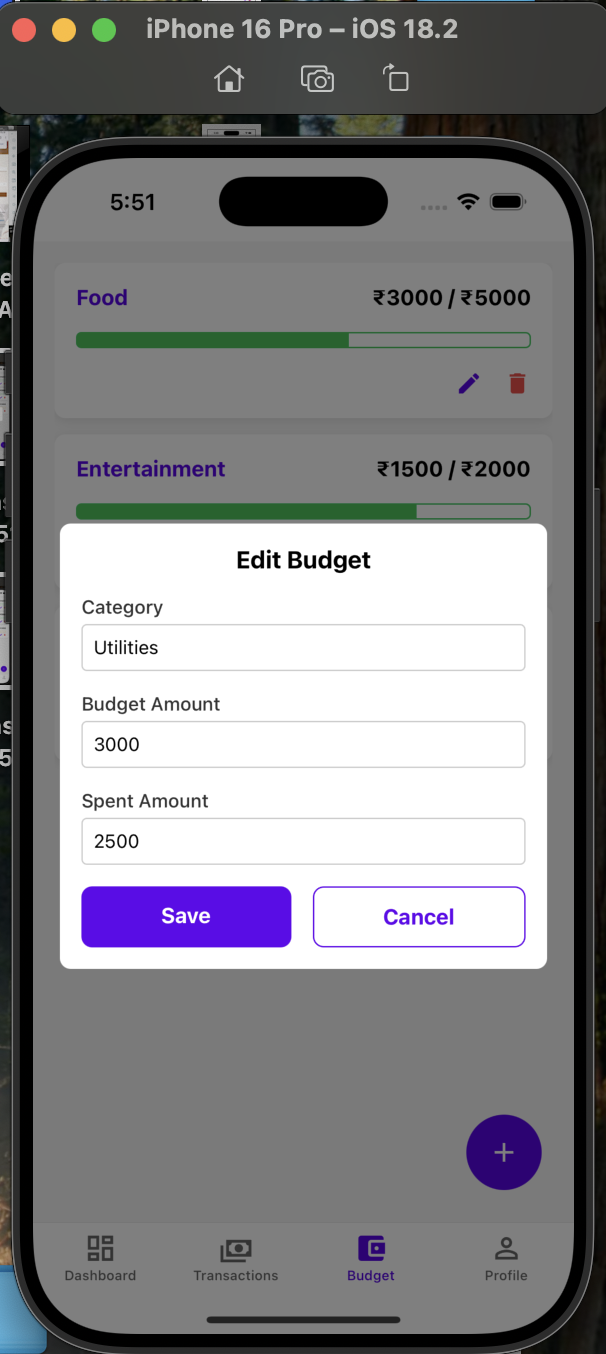 iPhone 16 Pro – iOS 18.2
5:51
Food ₹3000 / ₹5000
Entertainment ₹1500 / ₹2000
Edit Budget
Category
Utilities
Budget Amount
3000
Spent Amount
2500
Save Cancel
+
Dashboard Transactions Budget Profile